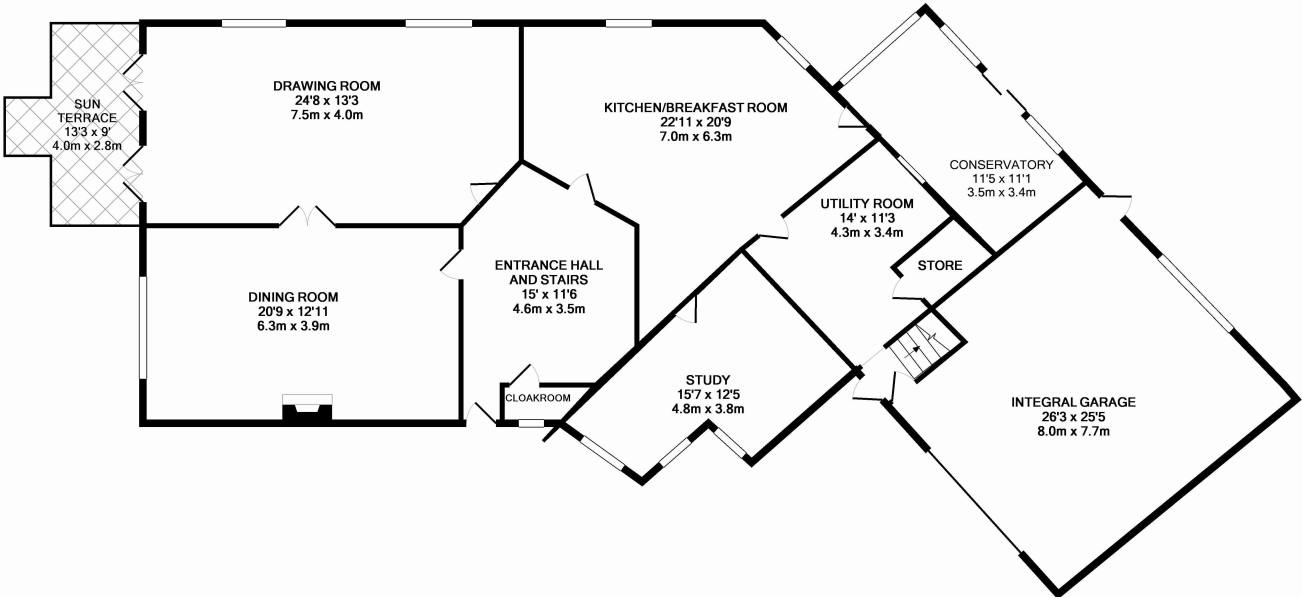 DRAWING ROOM
24'8 x 13'3
7.5m x 4.0m
SUN
TERRACE
13'3 x 9'
4.0m x 2.8m
KITCHEN/BREAKFAST ROOM
22'11 x 20'9
7.0m x 6.3m
CONSERVATORY
11'5 x 11'1
3.5m x 3.4m
UTILITY ROOM
14' x 11'3
4.3m x 3.4m
STORE
ENTRANCE HALL
AND STAIRS
15' x 11'6
4.6m x 3.5m
DINING ROOM
20'9 x 12'11
6.3m x 3.9m
CLOAKROOM
STUDY
15'7 x 12'5
4.8m x 3.8m
INTEGRAL GARAGE
26'3 x 25'5
8.0m x 7.7m